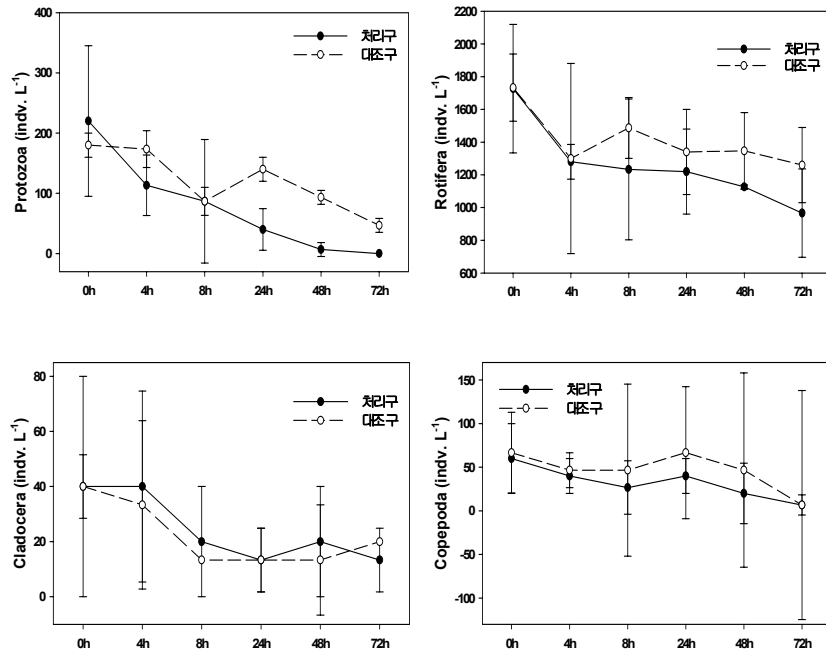 400
300
200
100
0
Protozoa (indv. L⁻¹)
처리구
대조구
0h 4h 8h 24h 48h 72h
2200
2000
1800
1600
1400
1200
1000
800
600
Rotifera (indv. L⁻¹)
처리구
대조구
0h 4h 8h 24h 48h 72h
80
60
40
20
0
Cladocera (indv. L⁻¹)
처리구
대조구
0h 4h 8h 24h 48h 72h
150
100
50
0
-50
-100
Copepoda (indv. L⁻¹)
처리구
대조구
0h 4h 8h 24h 48h 72h